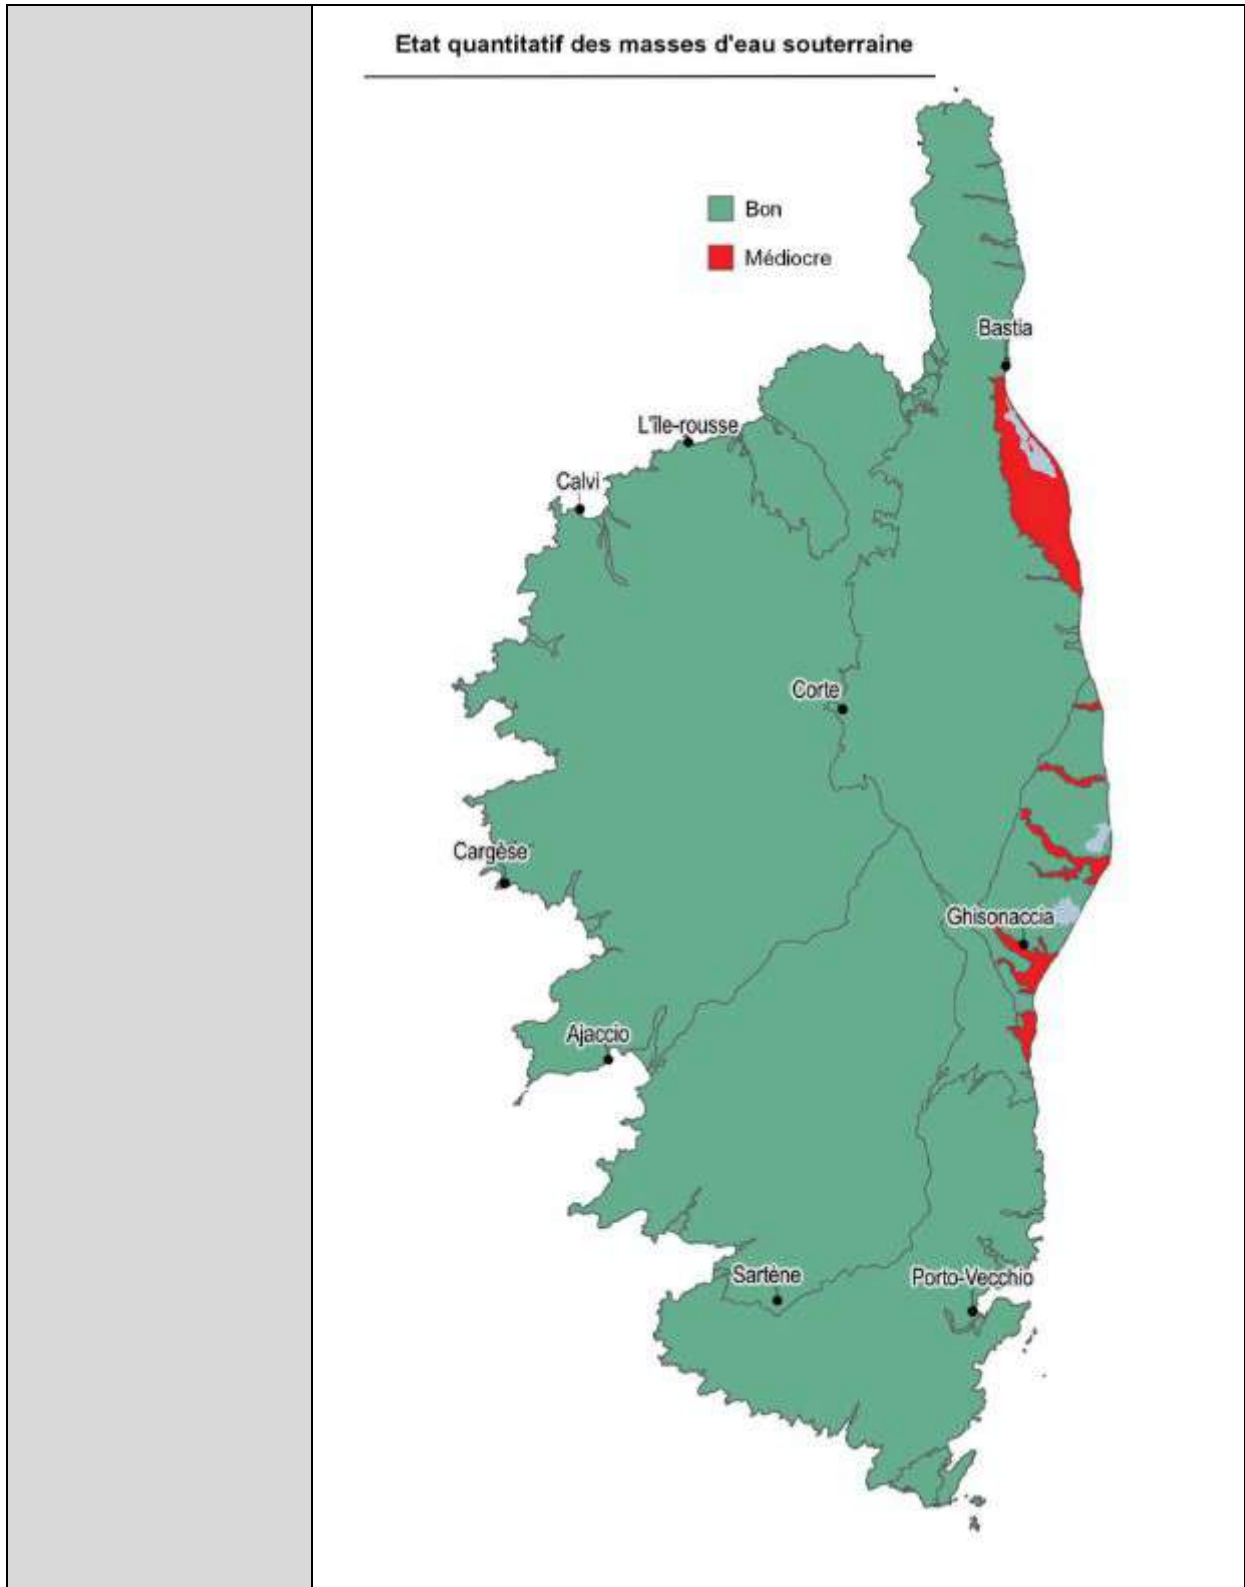 Etat quantitatif des masses d'eau souterraine
Bon
Médiocre
Bastia
L'île-rousse
Calvi
Corte
Cargèse
Ghisonaccia
Ajaccio
Sartène
Porto-Vecchio